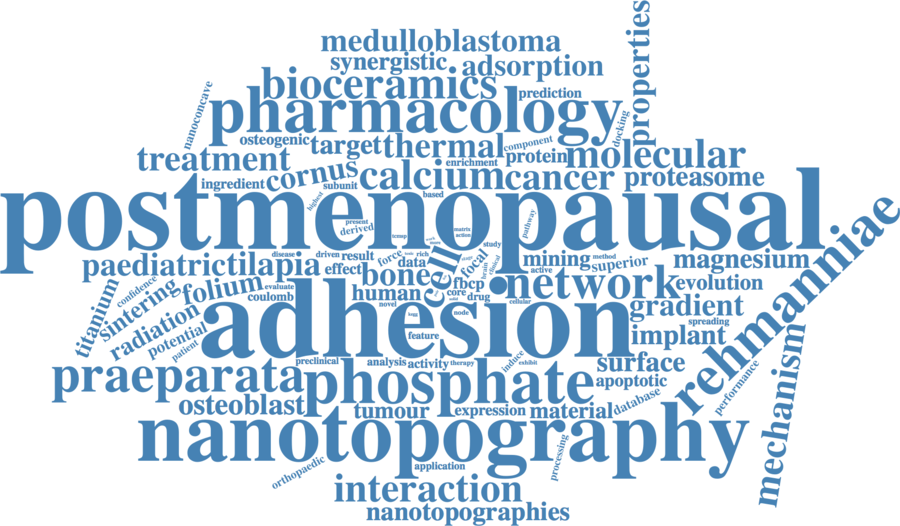 medulloblastoma
synergistic
adsorption
properties
bioceramics
prediction
nanoconcave
pharmacology
docking
osteogenic
target
thermal
component
treatment
enrichment
protein
molecular
ingredient
cornus
subunit
calcium
cancer
proteasome
highest
based
postmenopausal
present
derived
pathway
matrix
action
study
paediatric
tilapia
disease
driven
result
force
rich
data
effect
cell
focal
brain
clinical
mining
method
active
superior
magnesium
rehmanniae
titanium
confidence
sintering
folium
evaluate
coulomb
bone
human
fbcp
core
drug
network
evolution
cellular
gradient
novel
node
adhesion
radiation
potential
patient
feature
spreading
implant
mechanism
preclinical
analysis
activity
therapy
induce
exhibit
surface
apoptotic
praeparata
phosphate
performance
osteoblast
tumour
expression
material
database
nanotopography
processing
application
orthopaedic
interaction
nanotopographies